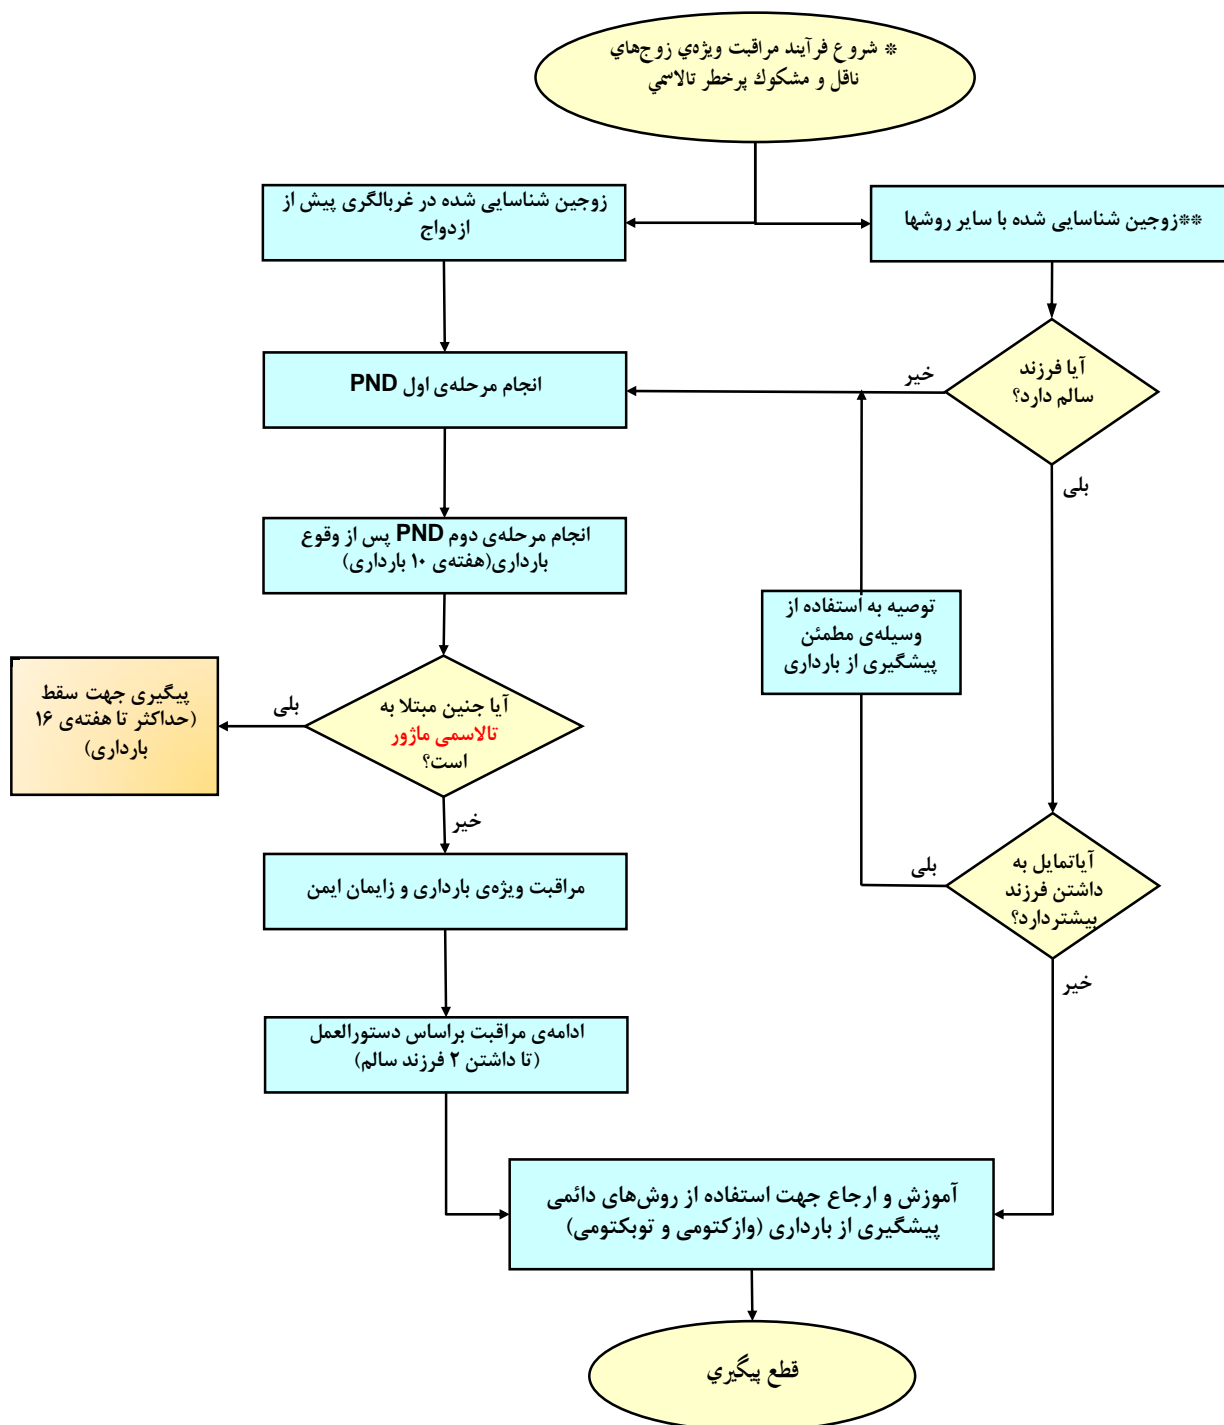 * شروع فرآيند مراقبت ويژه‌ي زوج‌هاي
ناقل و مشكوك پرخطر تالاسمي
زوجین شناسایی شده در غربالگری پیش از
ازدواج
**زوجین شناسایی شده با سایر روشها
آیا فرزند
سالم دارد؟
خیر
بلی
انجام مرحله‌ی اول PND
انجام مرحله‌ی دوم PND پس از وقوع
بارداری(هفته‌ی ۱۰ بارداری)
توصیه به استفاده از
وسیله‌ی مطمئن
پیشگیری از بارداری
آیا جنین مبتلا به
تالاسمی ماژور
است؟
بلی
خیر
پیگیری جهت سقط
(حداکثر تا هفته‌ی ۱۶
بارداری)
آیاتمایل به
داشتن فرزند
بیشتردارد؟
بلی
خیر
مراقبت ویژه‌ی بارداری و زایمان ایمن
ادامه‌ی مراقبت براساس دستورالعمل
(تا داشتن ۲ فرزند سالم)
آموزش و ارجاع جهت استفاده از روش‌های دائمی
پیشگیری از بارداری (وازکتومی و توبکتومی)
قطع پيگيري